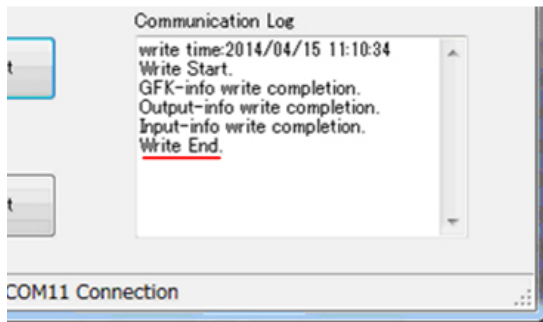 Communication Log
write time:2014/04/15 11:10:34
Write Start.
GFK-info write completion.
Output-info write completion.
Input-info write completion.
Write End.
t
t
COM11 Connection